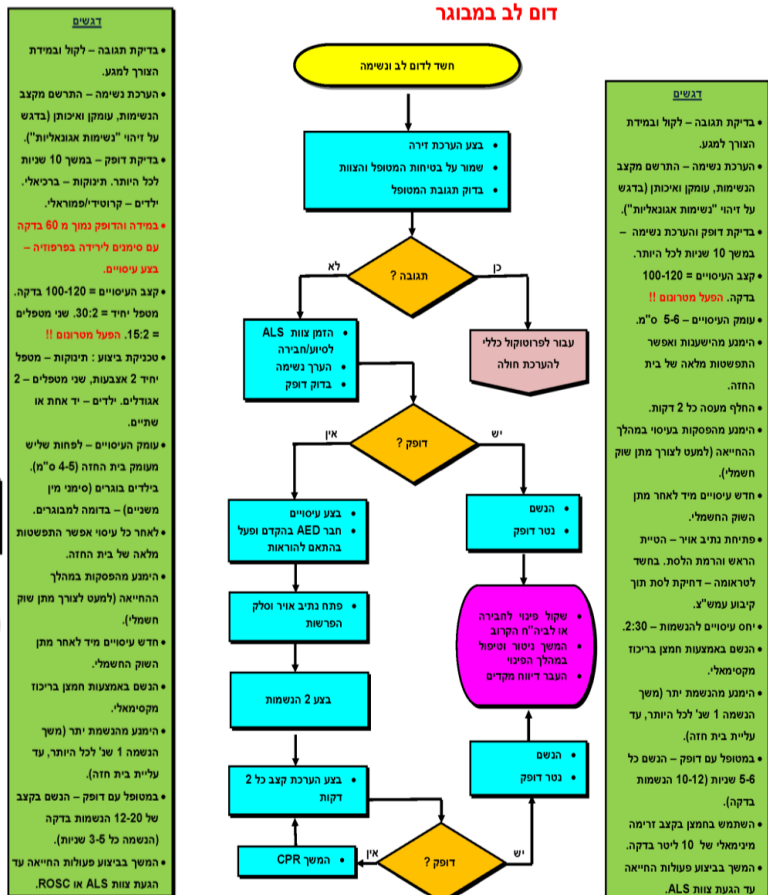 דום לב במבוגר
דגשים
• בדיקת תגובה – לקול ובמידת
הצורך למגע.
• הערכת נשימה – התרשם מקצב
הנשימות, עומקן ואיכותן (בדגש
על זיהוי "נשימות אגונאליות").
• בדיקת דופק והערכת נשימה –
במשך 10 שניות לכל היותר.
• קצב העיסויים = 100-120
בדקה. הפעל מטרונום !!
• עומק העיסויים – 5-6 ס"מ.
• הימנע מהישענות ואפשר
התפשטות מלאה של בית
החזה.
• החלף מעסה כל 2 דקות.
• הימנע מהפסקות בעיסוי במהלך
ההחייאה (למעט לצורך מתן שוק
חשמלי).
• חדש עיסויים מיד לאחר מתן
השוק החשמלי.
• פתיחת נתיב אויר – הטיית
הראש והרמת הלסת. בחשד
לטראומה – דחיקת לסת תוך
קיבוע עמש"צ.
• יחס עיסויים להנשמות – 2:30.
• הנשם באמצעות חמצן בריכוז
מקסימאלי.
• הימנע מהנשמת יתר (משך
הנשמה 1 שנ' לכל היותר, עד
עליית בית חזה).
• במטופל עם דופק – הנשם כל
5-6 שניות (10-12 הנשמות
בדקה).
• השתמש בחמצן בקצב זרימה
מינימאלי של 10 ליטר בדקה.
• המשך בביצוע פעולות החייאה
עד הגעת צוות ALS.
חשד לדום לב ונשימה
• בצע הערכת זירה
• שמור על בטיחות המטופל והצוות
• בדוק תגובת המטופל
תגובה ?
כן
לא
עבור לפרוטוקול כללי
להערכת חולה
• הזמן צוות ALS
לסיוע/חבירה
• הערך נשימה
• בדוק דופק
דופק ?
יש
אין
• הנשם
• נטר דופק
• בצע עיסויים
• חבר AED בהקדם ופעל
בהתאם להוראות
• שקול פינוי לחבירה
או לביה"ח הקרוב
• המשך ניטור וטיפול
במהלך הפינוי
• העבר דיווח מקדים
• פתח נתיב אויר וסלק
הפרשות
בצע 2 הנשמות
• הנשם
• נטר דופק
• בצע הערכת קצב כל 2
דקות
דופק ?
יש
אין
• המשך CPR
דגשים
• בדיקת תגובה – לקול ובמידת
הצורך למגע.
• הערכת נשימה – התרשם מקצב
הנשימות, עומקן ואיכותן (בדגש
על זיהוי "נשימות אגונאליות").
• בדיקת דופק – במשך 10 שניות
לכל היותר. תינוקות – ברכיאלי.
ילדים – קרוטידי/פמוראלי.
• במידה והדופק נמוך מ 60 בדקה
עם סימנים לירידה בפרפוזיה –
בצע עיסויים.
• קצב העיסויים = 100-120 בדקה.
מטפל יחיד = 30:2. שני מטפלים
= 15:2. הפעל מטרונום !!
• טכניקת ביצוע : תינוקות – מטפל
יחיד 2 אצבעות, שני מטפלים – 2
אגודלים. ילדים – יד אחת או
שתיים.
• עומק העיסויים – לפחות שליש
מעומק בית החזה (4-5 ס"מ).
בילדים בוגרים (סימני מין
משניים) – בדומה למבוגרים.
• לאחר כל עיסוי אפשר התפשטות
מלאה של בית החזה.
• הימנע מהפסקות במהלך
ההחייאה (למעט לצורך מתן שוק
חשמלי).
• חדש עיסויים מיד לאחר מתן
השוק החשמלי.
• הנשם באמצעות חמצן בריכוז
מקסימאלי.
• הימנע מהנשמת יתר (משך
הנשמה 1 שנ' לכל היותר, עד
עליית בית חזה).
• במטופל עם דופק – הנשם בקצב
של 12-20 הנשמות בדקה
(הנשמה כל 3-5 שניות).
• המשך בביצוע פעולות החייאה עד
הגעת צוות ALS או ROSC.